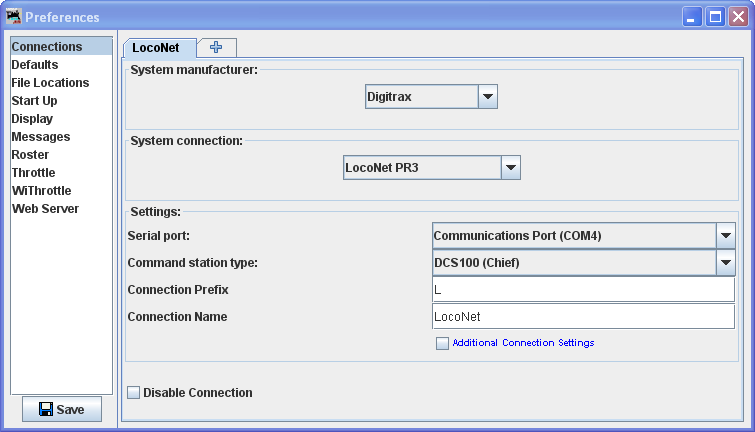 Preferences
Connections
Defaults
File Locations
Start Up
Display
Messages
Roster
Throttle
WiThrottle
Web Server
Save
LocoNet
System manufacturer:
Digitrax
System connection:
LocoNet PR3
Settings:
Serial port: Communications Port (COM4)
Command station type: DCS100 (Chief)
Connection Prefix L
Connection Name LocoNet
Additional Connection Settings
Disable Connection